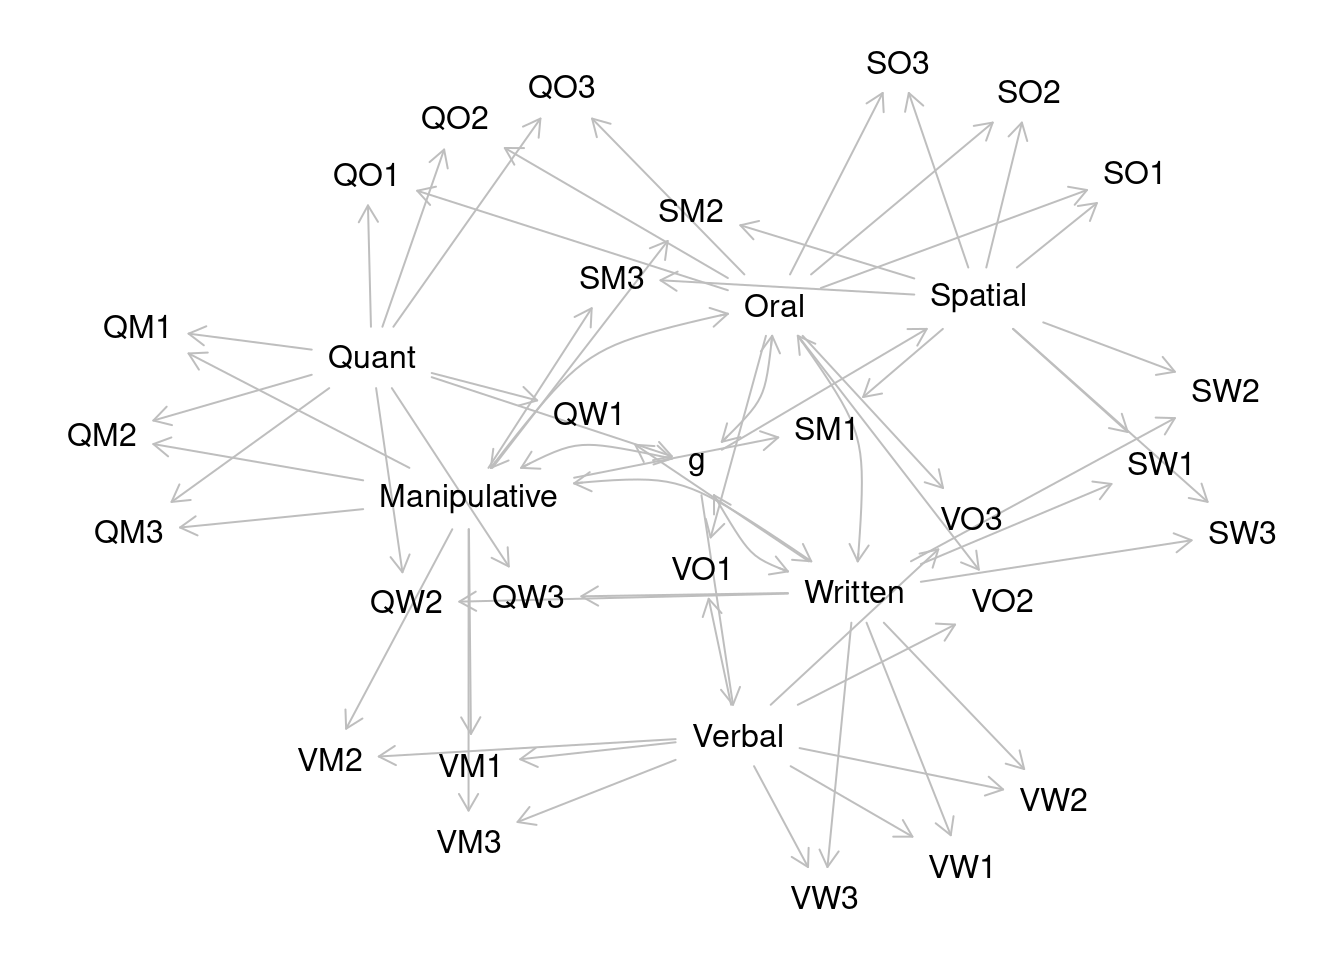 SO3
QO3
SO2
QO2
QO1
SO1
SM2
SM3
Spatial
Oral
QM1
Quant
SW2
QW1
SM1
QM2
g
SW1
Manipulative
VO3
QM3
SW3
VO1
Written
QW3
QW2
VO2
Verbal
VM2
VM1
VW2
VM3
VW1
VW3